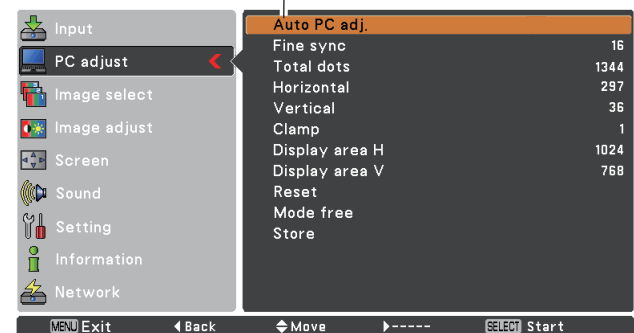 Input
PC adjust
Image select
Image adjust
Screen
Sound
Setting
Information
Network
Auto PC adj.
Fine sync 16
Total dots 1344
Horizontal 297
Vertical 36
Clamp 1
Display area H 1024
Display area V 768
Reset
Mode free
Store
MENU Exit Back Move ----- SELECT Start